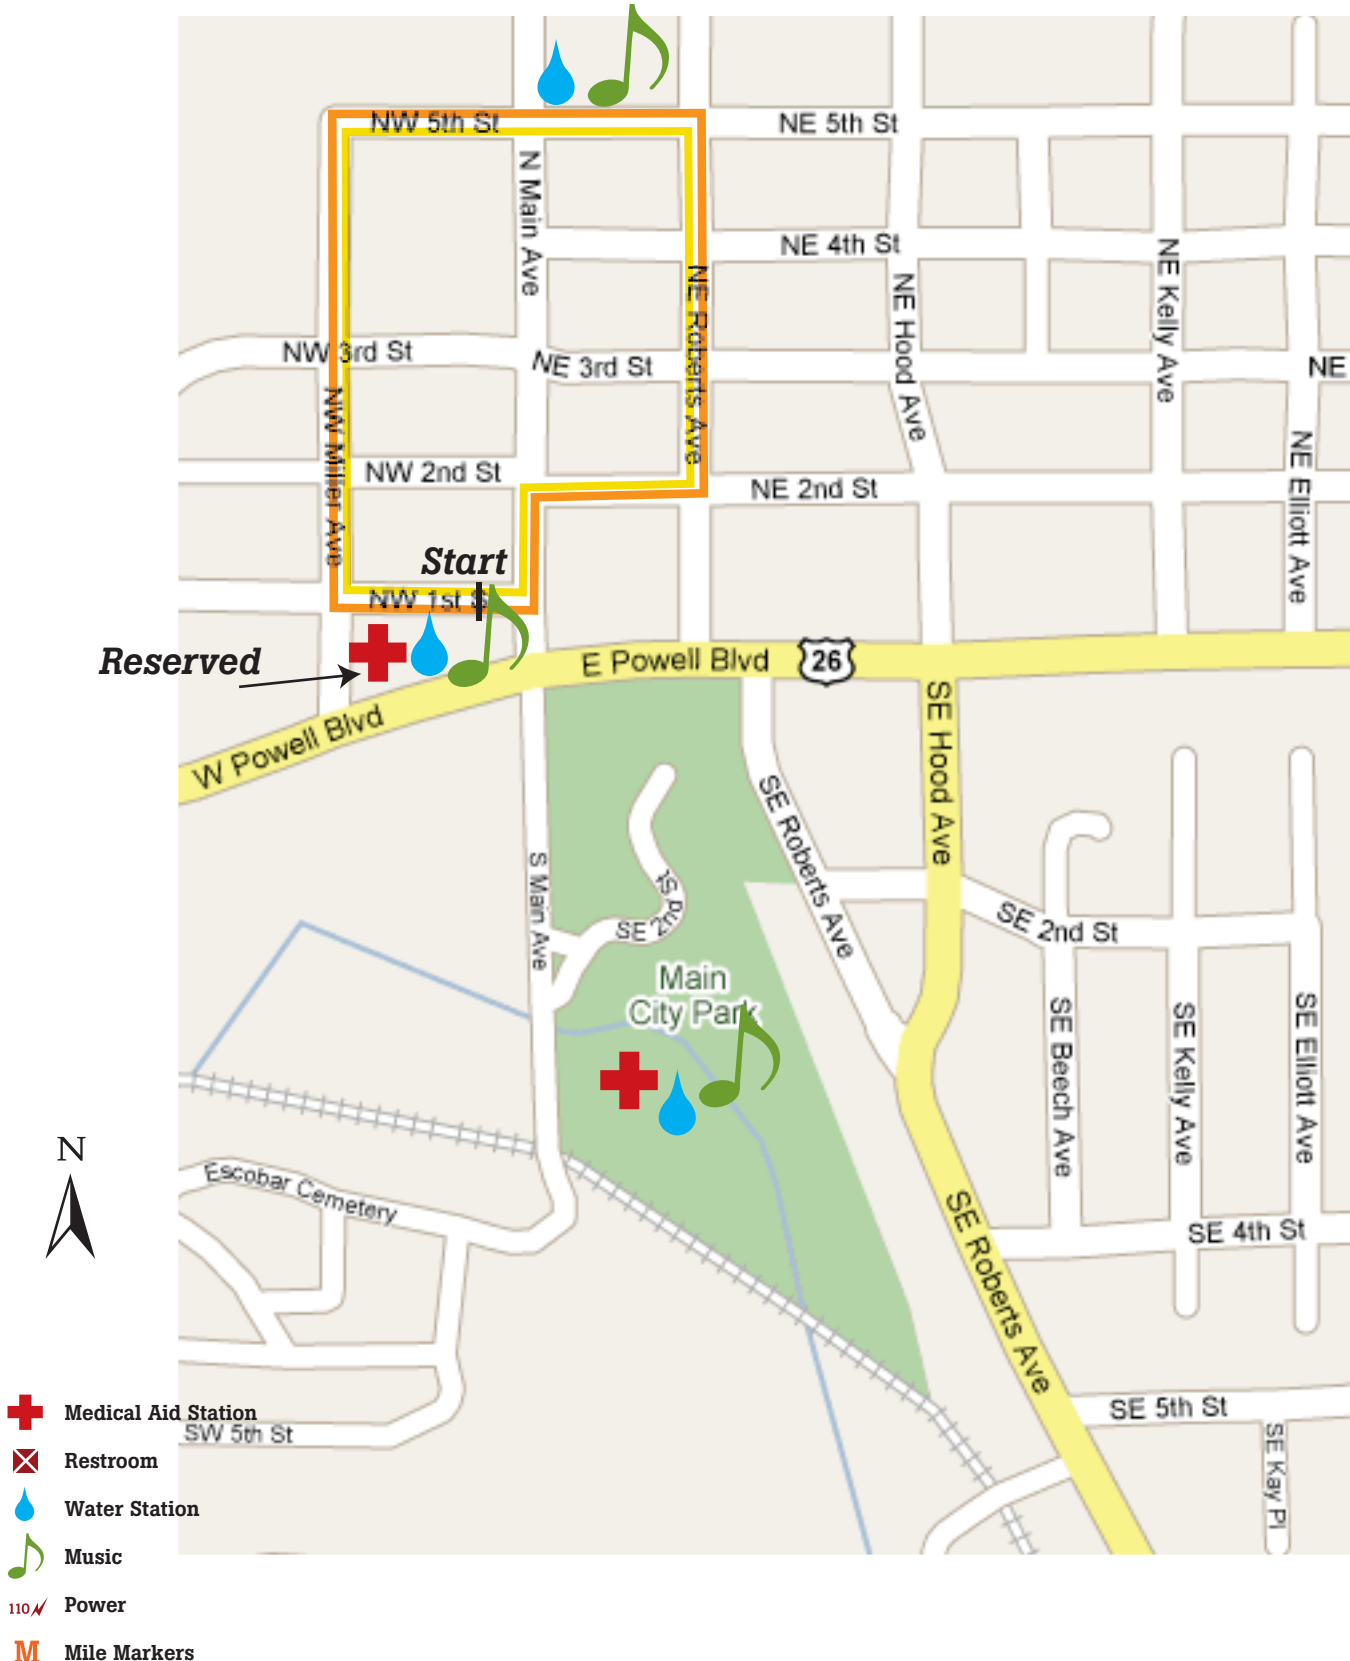 NW 5th St
NE 5th St
N Main Ave
NE 4th St
NE Roberts Ave
NE Hood Ave
NE Kelly Ave
NW 3rd St
NE 3rd St
NE
NW Miller Ave
NW 2nd St
NE 2nd St
NE Elliott Ave
Start
NW 1st S
Reserved
E Powell Blvd
26
W Powell Blvd
SE Hood Ave
SE Roberts Ave
S Main Ave
SE 2nd St
SE 2nd St
Main
City Park
SE Beech Ave
SE Kelly Ave
SE Elliott Ave
N
Escobar Cemetery
SE Roberts Ave
SE 4th St
SE 5th St
SE Kay Pl
SW 5th St
Medical Aid Station
Restroom
Water Station
Music
110 Power
M Mile Markers